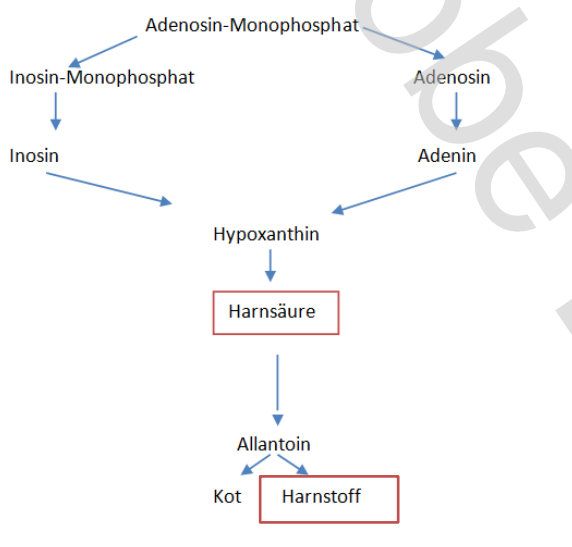 Adenosin-Monophosphat
Inosin-Monophosphat Adenosin
Inosin Adenin
Hypoxanthin
Harnsäure
Allantoin
Kot Harnstoff